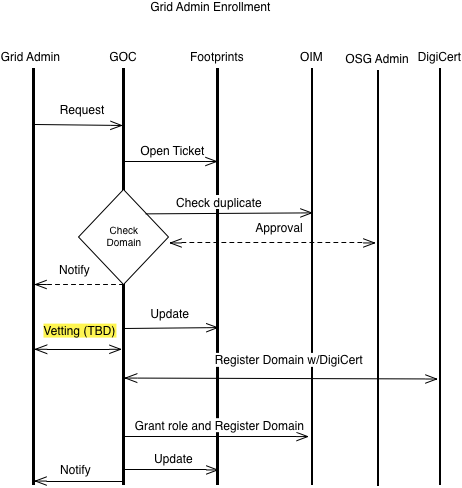 Grid Admin Enrollment
Grid Admin
GOC
Footprints
OIM
OSG Admin
DigiCert
Request
Open Ticket
Check duplicate
Check
Domain
Approval
Notify
Update
Vetting (TBD)
Register Domain w/DigiCert
Grant role and Register Domain
Update
Notify